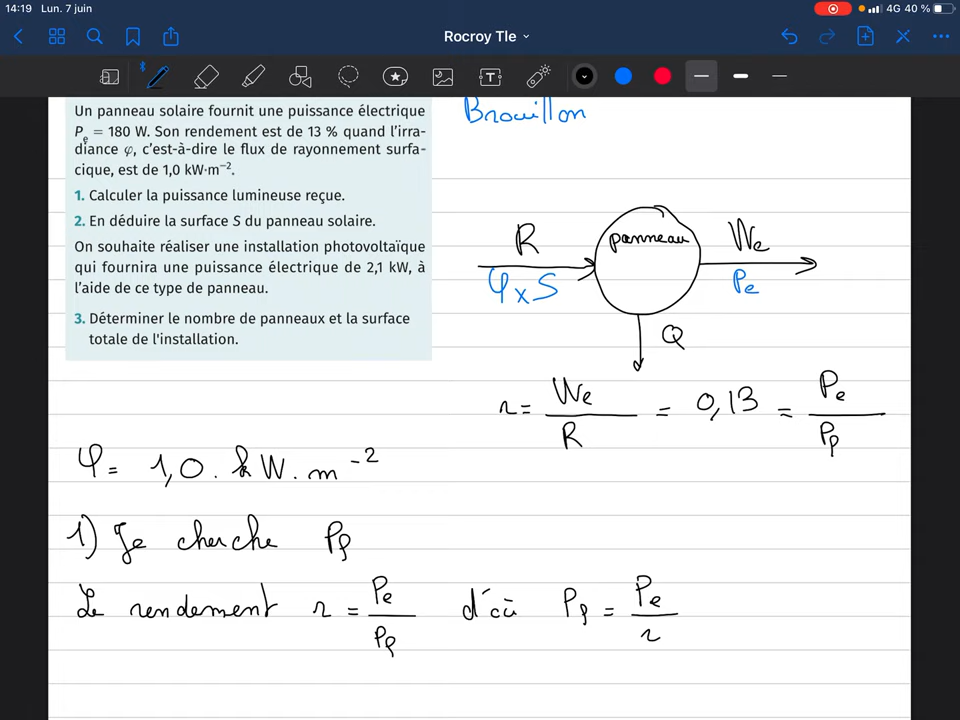 14:19 Lun. 7 juin
4G 40 %
Rocroy Tle
Un panneau solaire fournit une puissance électrique
Pe = 180 W. Son rendement est de 13 % quand l'irra-
diance φ, c'est-à-dire le flux de rayonnement surfa-
cique, est de 1,0 kW·m⁻².
1. Calculer la puissance lumineuse reçue.
2. En déduire la surface S du panneau solaire.
On souhaite réaliser une installation photovoltaïque
qui fournira une puissance électrique de 2,1 kW, à
l'aide de ce type de panneau.
3. Déterminer le nombre de panneaux et la surface
totale de l'installation.
Brouillon
R
φ x S
panneau
We
Pe
Q
r = We / R = 0,13 = Pe / Pp
φ = 1,0 . kW . m⁻²
1) Je cherche Pp
Le rendement r = Pe / Pp d'où Pp = Pe / r